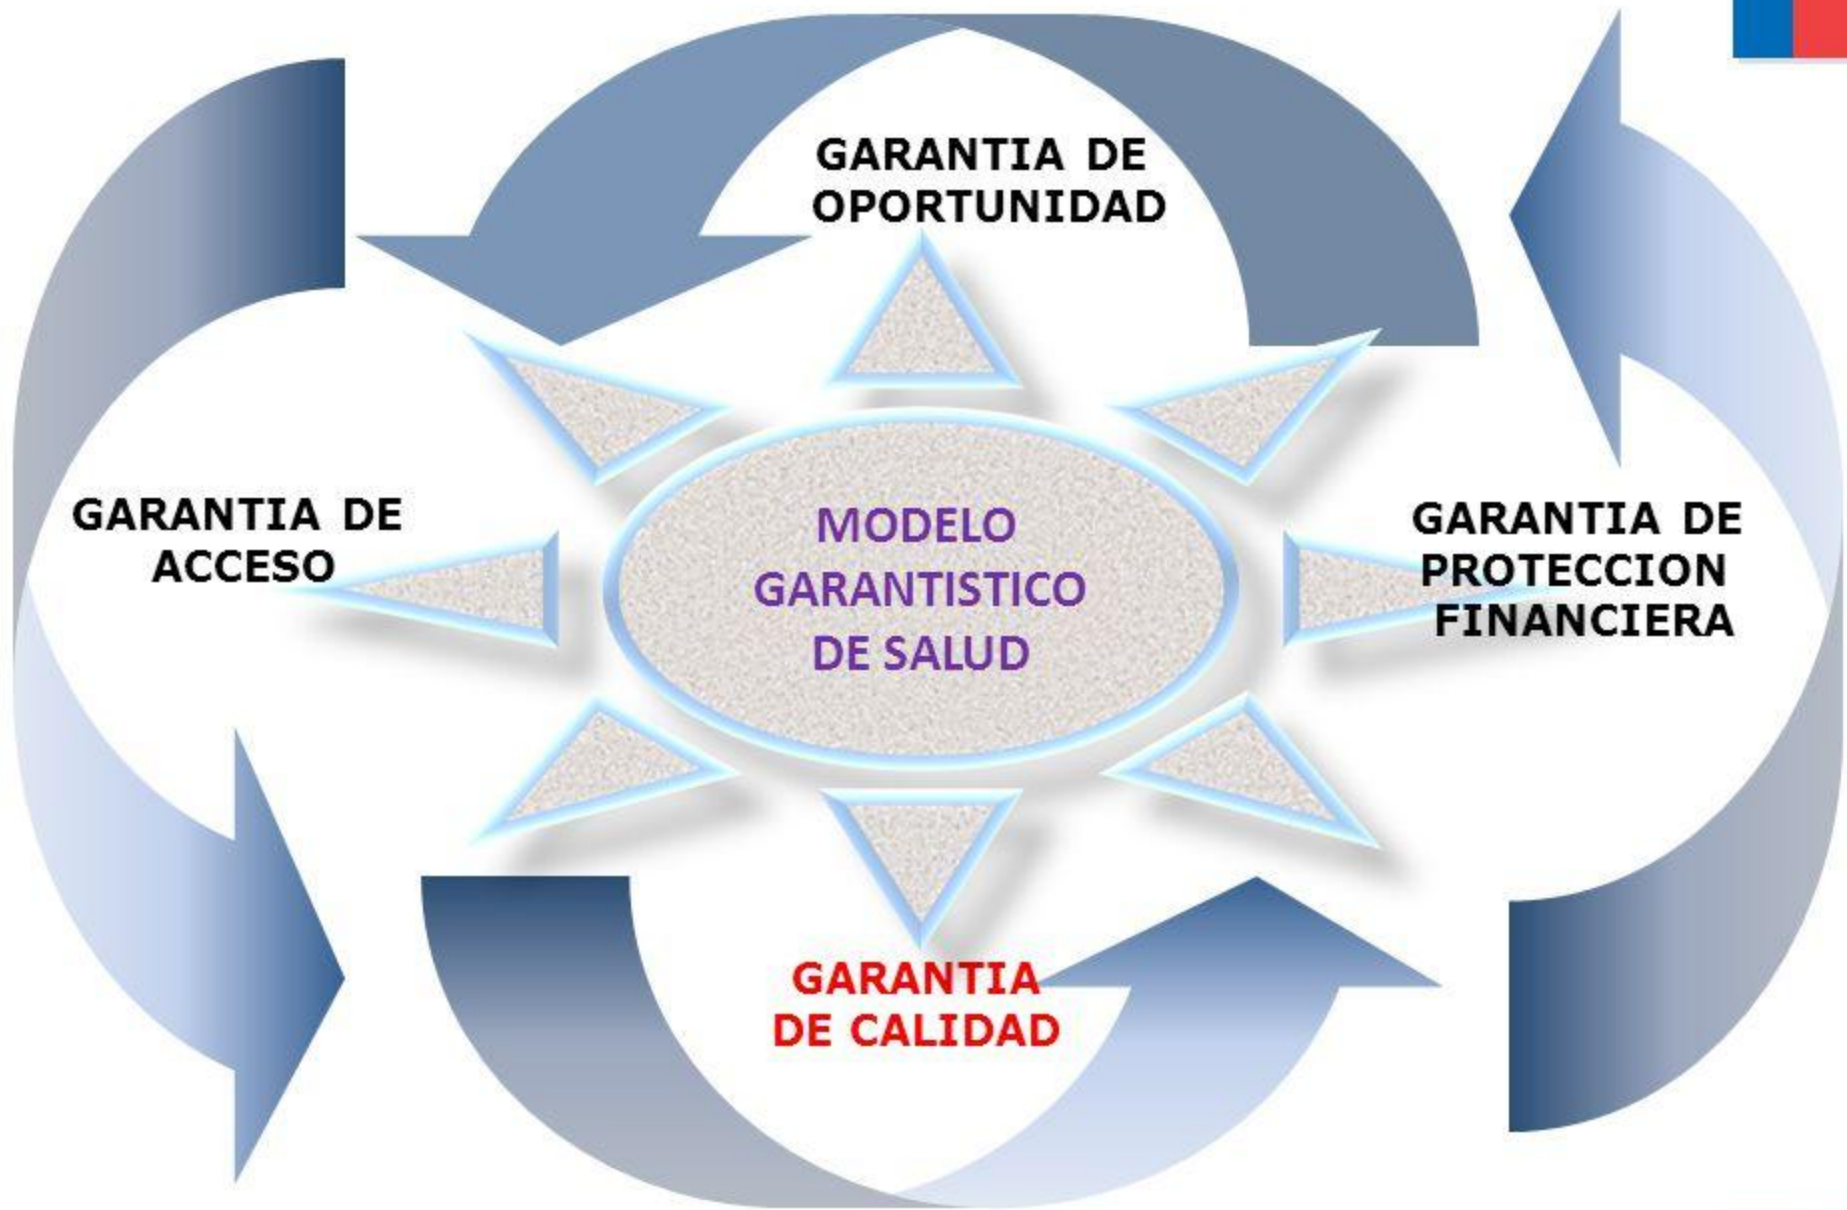 GARANTIA DE
OPORTUNIDAD
GARANTIA DE
ACCESO
MODELO
GARANTISTICO
DE SALUD
GARANTIA DE
PROTECCION
FINANCIERA
GARANTIA
DE CALIDAD